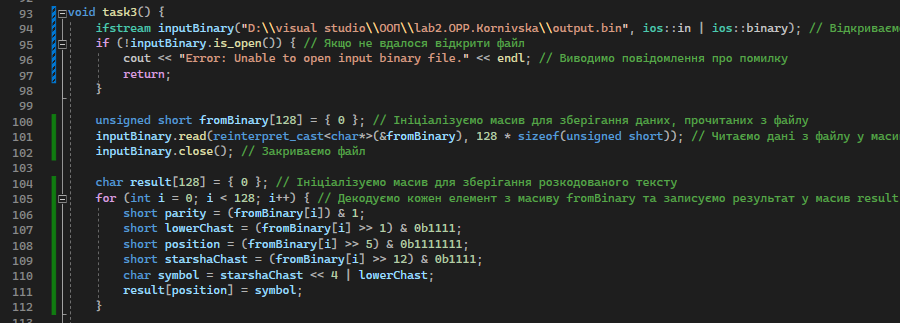 93 void task3() {
94 ifstream inputBinary("D:\\visual studio\\ООП\\lab2.OPP.Kornivska\\output.bin", ios::in | ios::binary); // Відкриваємо
95 if (!inputBinary.is_open()) { // Якщо не вдалося відкрити файл
96 cout << "Error: Unable to open input binary file." << endl; // Виводимо повідомлення про помилку
97 return;
98 }
99
100 unsigned short fromBinary[128] = { 0 }; // Ініціалізуємо масив для зберігання даних, прочитаних з файлу
101 inputBinary.read(reinterpret_cast<char*>(&fromBinary), 128 * sizeof(unsigned short)); // Читаємо дані з файлу у маси
102 inputBinary.close(); // Закриваємо файл
103
104 char result[128] = { 0 }; // Ініціалізуємо масив для зберігання розкодованого тексту
105 for (int i = 0; i < 128; i++) { // Декодуємо кожен елемент з масиву fromBinary та записуємо результат у масив result
106 short parity = (fromBinary[i]) & 1;
107 short lowerChast = (fromBinary[i] >> 1) & 0b1111;
108 short position = (fromBinary[i] >> 5) & 0b1111111;
109 short starshaChast = (fromBinary[i] >> 12) & 0b1111;
110 char symbol = starshaChast << 4 | lowerChast;
111 result[position] = symbol;
112 }